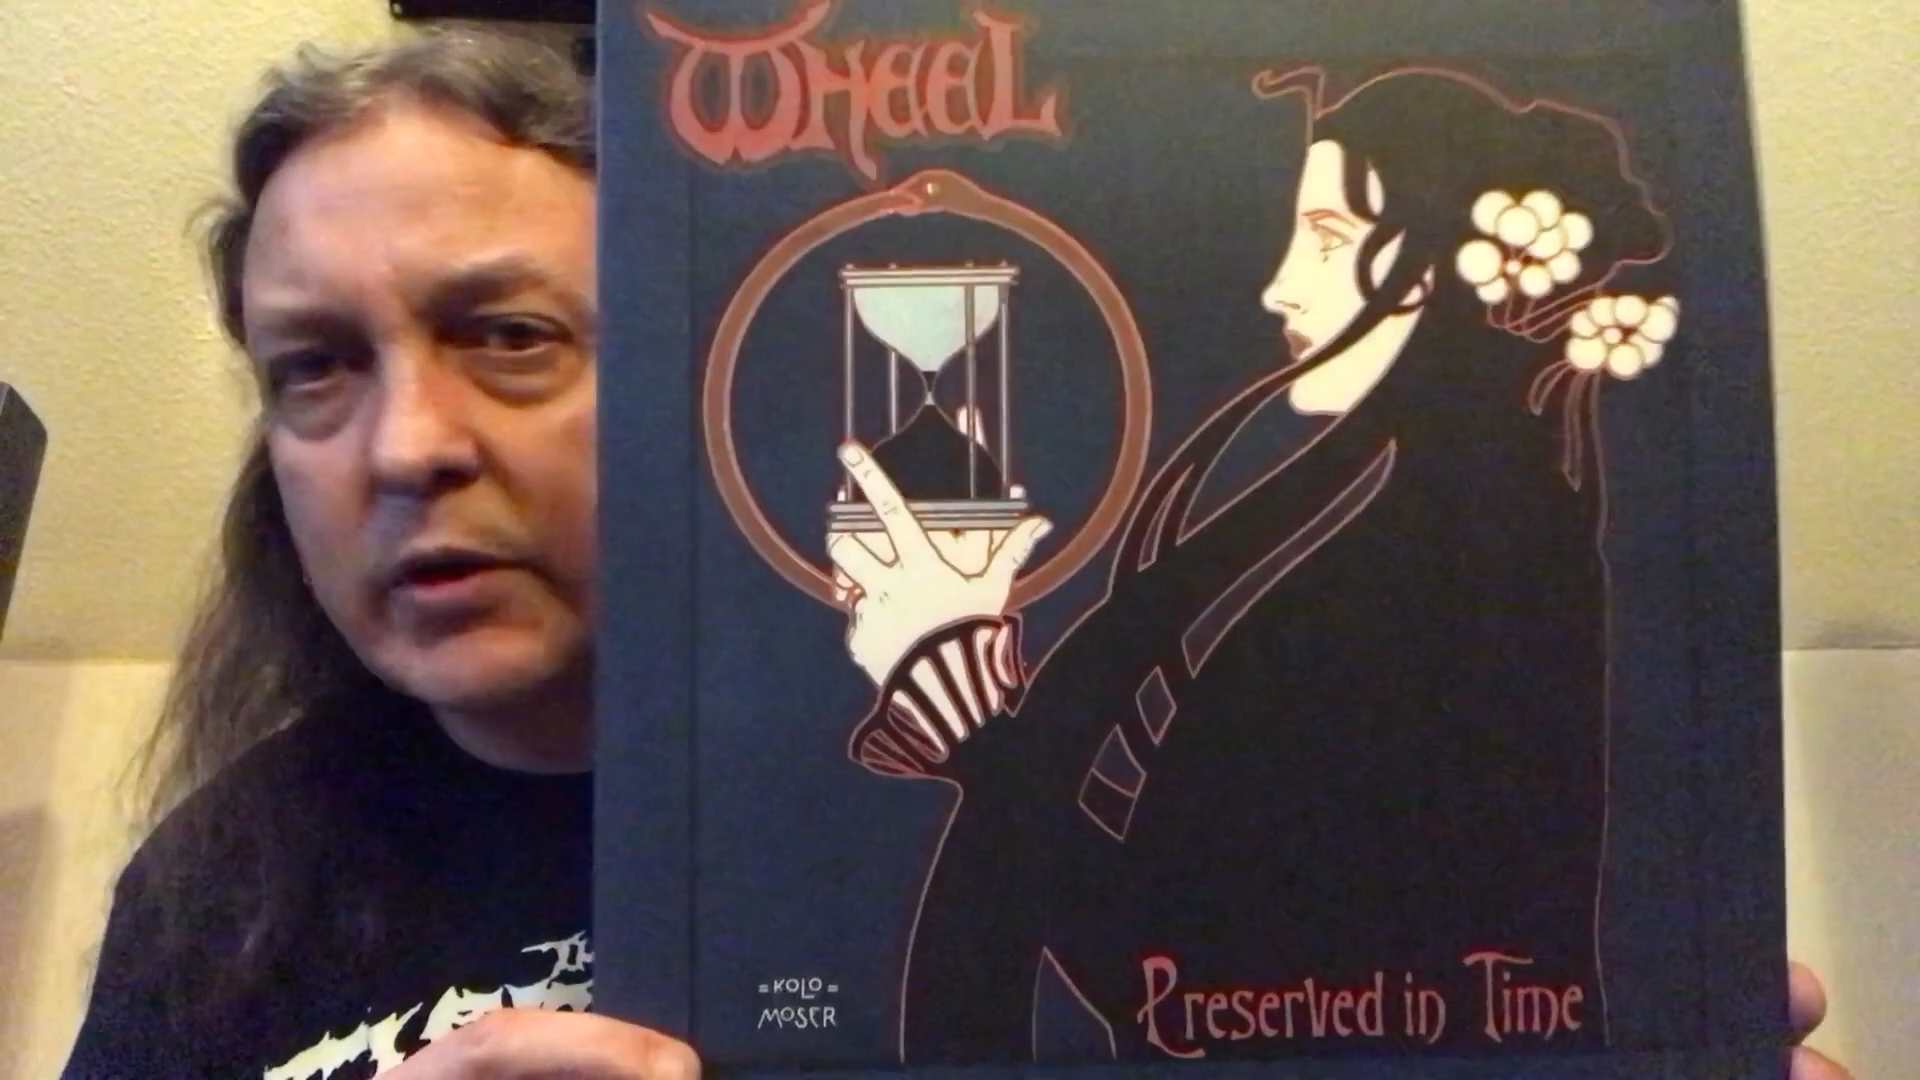 Wheel
=KOLO=
MOSER
Preserved in Time